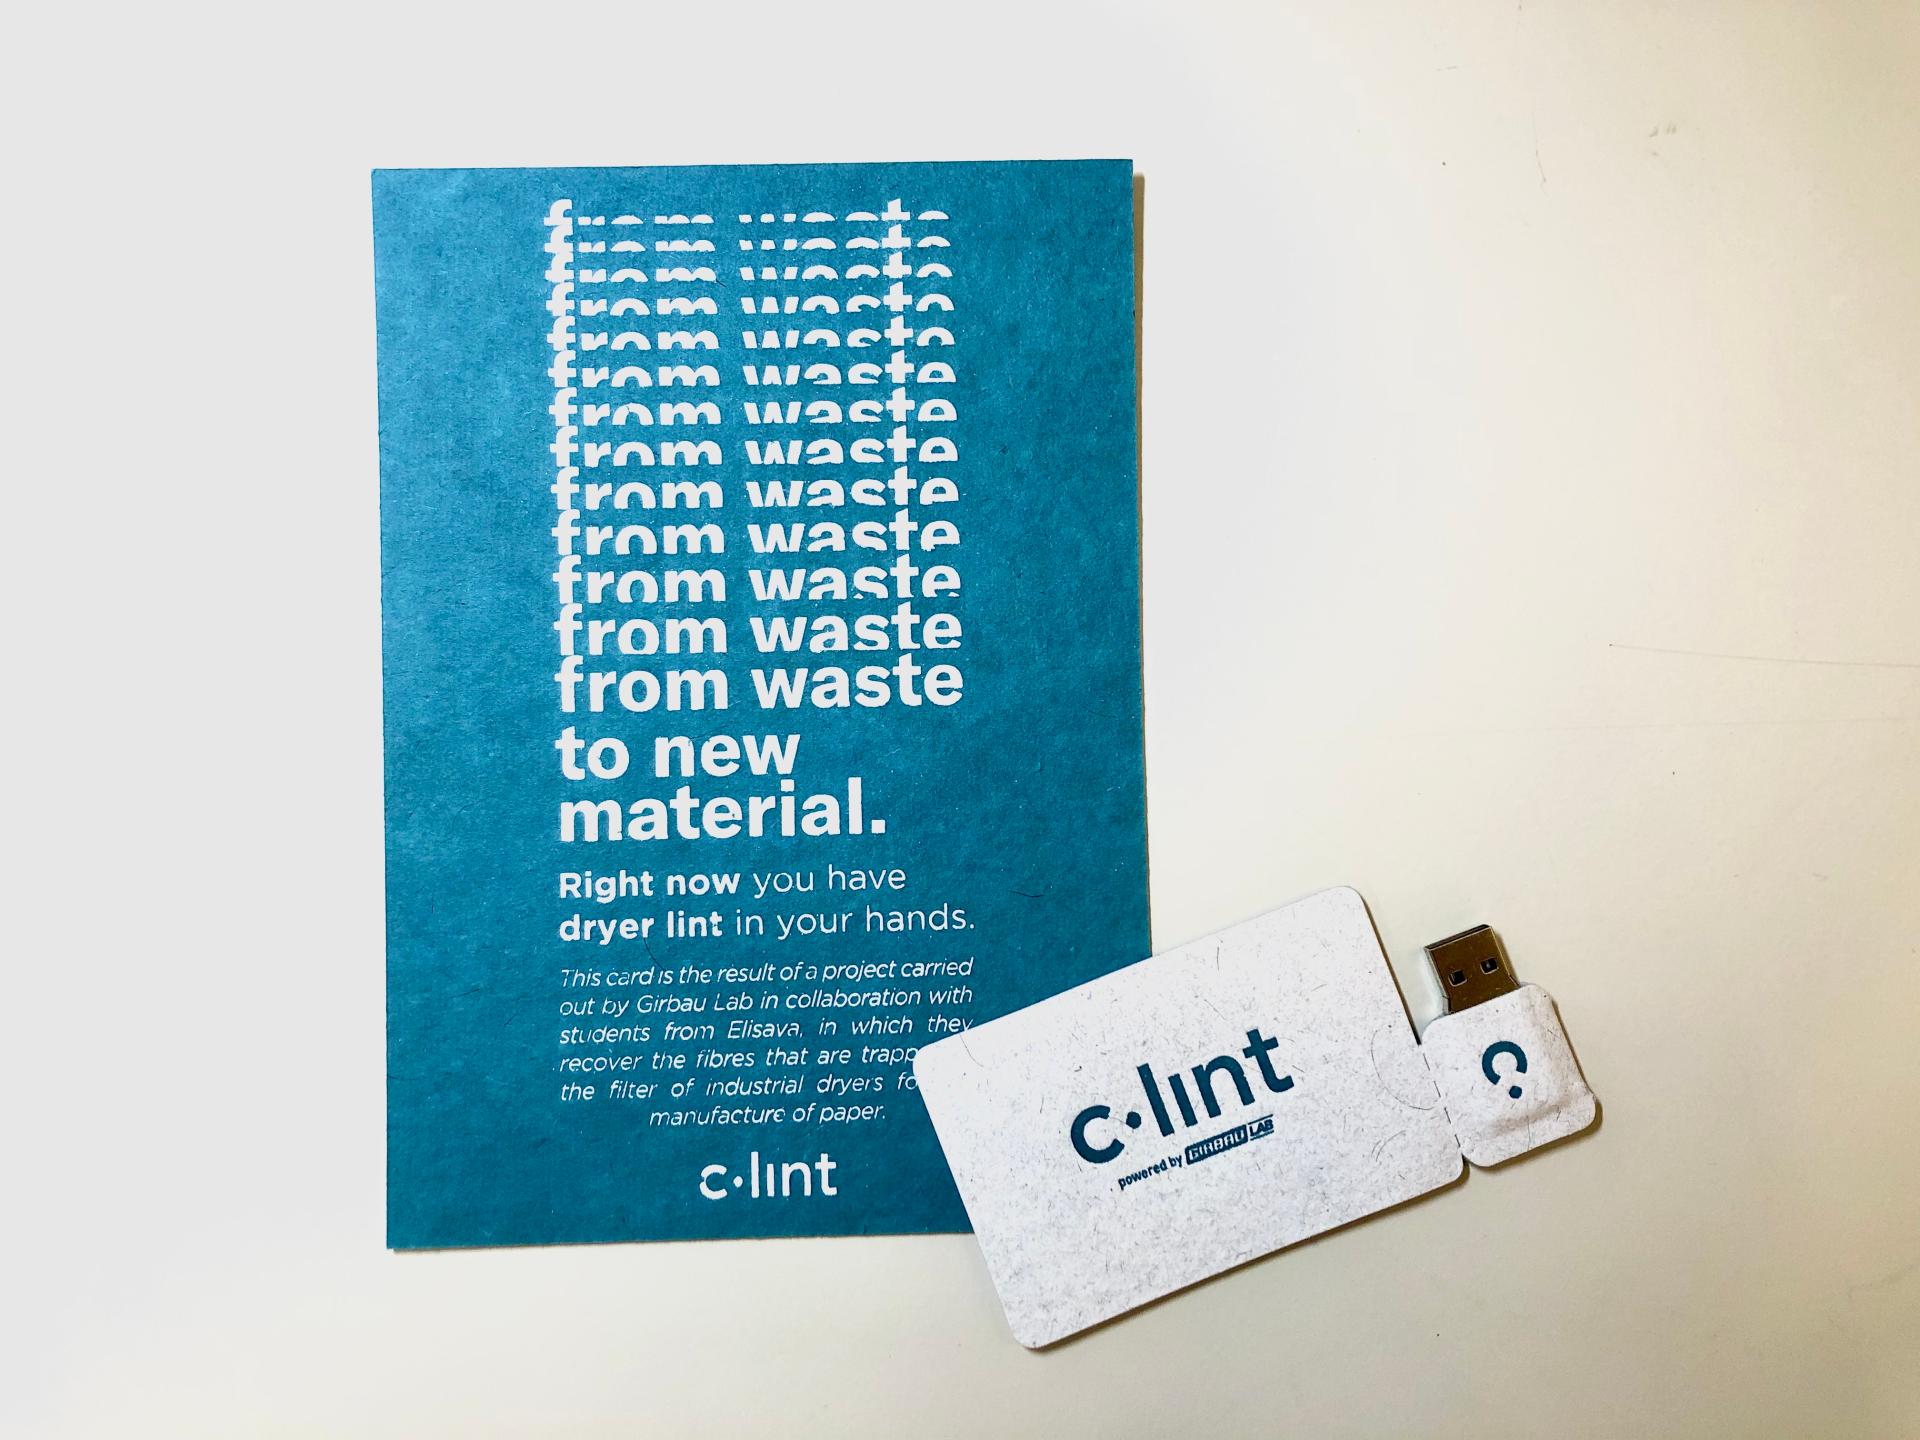 from waste
from waste
from waste
from waste
from waste
from waste
from waste
from waste
from waste
from waste
from waste
from waste
from waste
to new
material.
Right now you have
dryer lint in your hands.
This card is the result of a project carried
out by Girbau Lab in collaboration with
students from Elisava, in which they
recover the fibres that are trapp
the filter of industrial dryers fo
manufacture of paper.
c·lint
c·lint
powered by GIRBAU LAB
c·